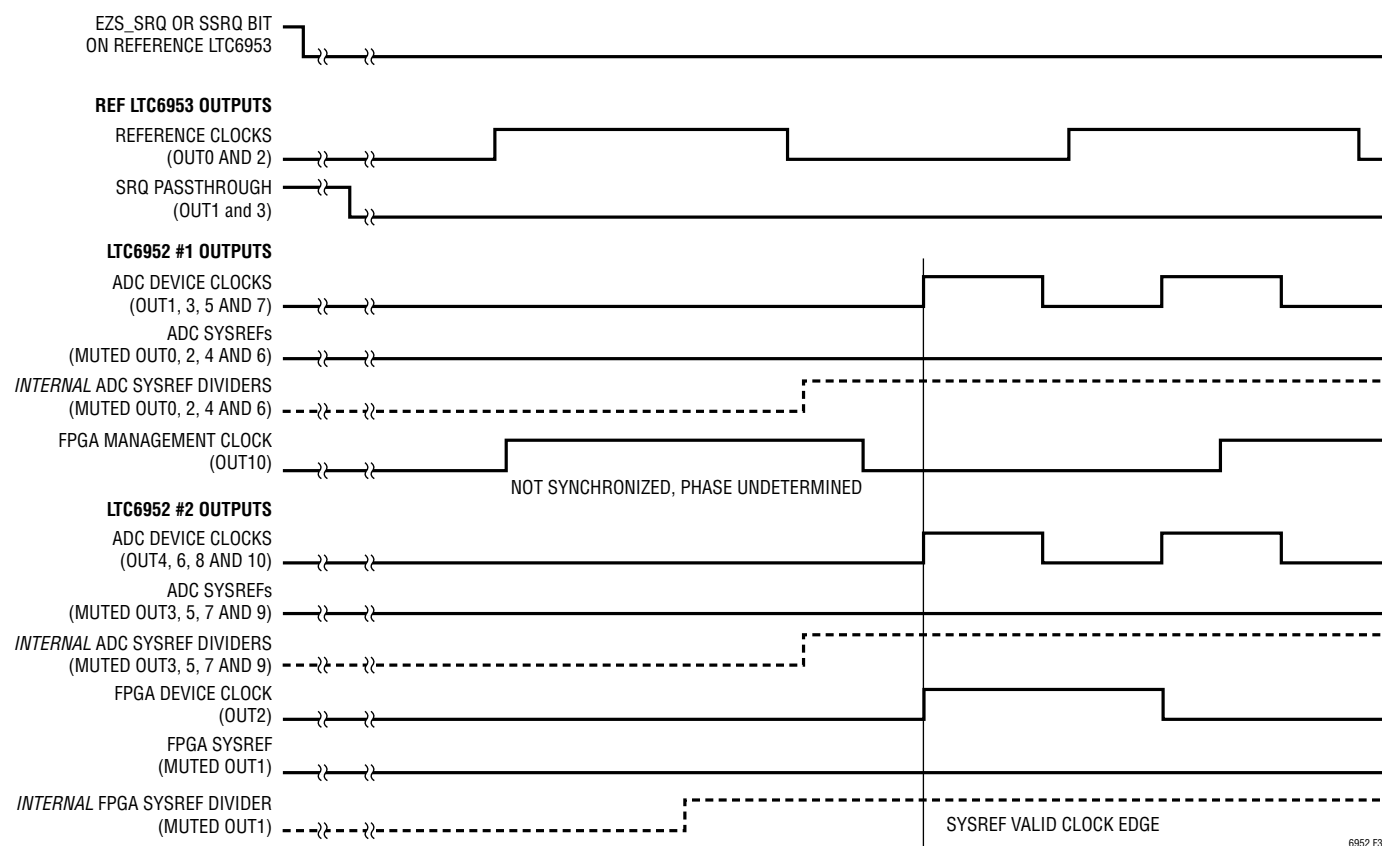 EZS_SRQ OR SSRQ BIT
ON REFERENCE LTC6953
REF LTC6953 OUTPUTS
REFERENCE CLOCKS
(OUT0 AND 2)
SRQ PASSTHROUGH
(OUT1 and 3)
LTC6952 #1 OUTPUTS
ADC DEVICE CLOCKS
(OUT1, 3, 5 AND 7)
ADC SYSREFs
(MUTED OUT0, 2, 4 AND 6)
INTERNAL ADC SYSREF DIVIDERS
(MUTED OUT0, 2, 4 AND 6)
FPGA MANAGEMENT CLOCK
(OUT10)
NOT SYNCHRONIZED, PHASE UNDETERMINED
LTC6952 #2 OUTPUTS
ADC DEVICE CLOCKS
(OUT4, 6, 8 AND 10)
ADC SYSREFs
(MUTED OUT3, 5, 7 AND 9)
INTERNAL ADC SYSREF DIVIDERS
(MUTED OUT3, 5, 7 AND 9)
FPGA DEVICE CLOCK
(OUT2)
FPGA SYSREF
(MUTED OUT1)
INTERNAL FPGA SYSREF DIVIDER
(MUTED OUT1)
SYSREF VALID CLOCK EDGE
6952